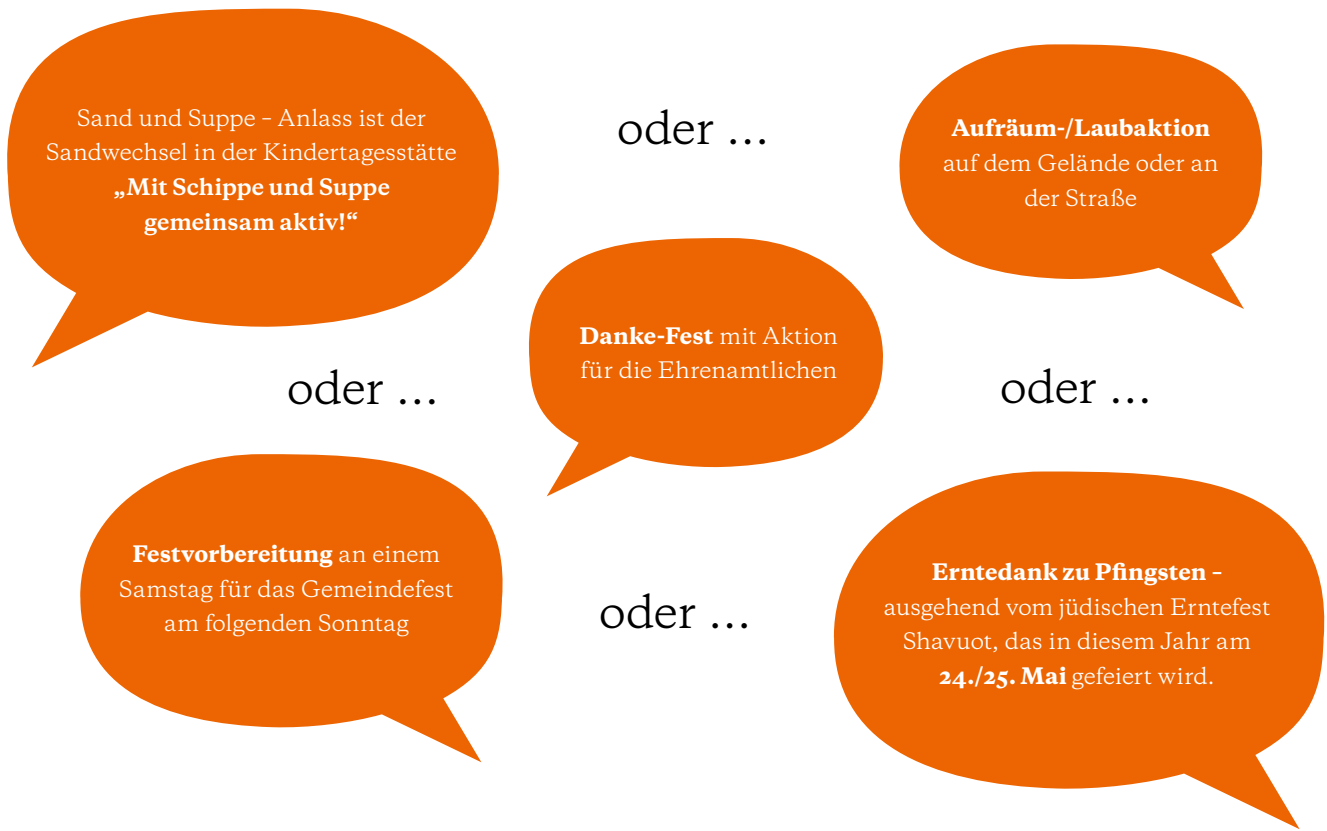 Sand und Suppe – Anlass ist der
Sandwechsel in der Kindertagesstätte
„Mit Schippe und Suppe
gemeinsam aktiv!“
oder ...
Aufräum-/Laubaktion
auf dem Gelände oder an
der Straße
Danke-Fest mit Aktion
für die Ehrenamtlichen
oder ...
oder ...
Festvorbereitung an einem
Samstag für das Gemeindefest
am folgenden Sonntag
oder ...
Erntedank zu Pfingsten –
ausgehend vom jüdischen Erntefest
Shavuot, das in diesem Jahr am
24./25. Mai gefeiert wird.